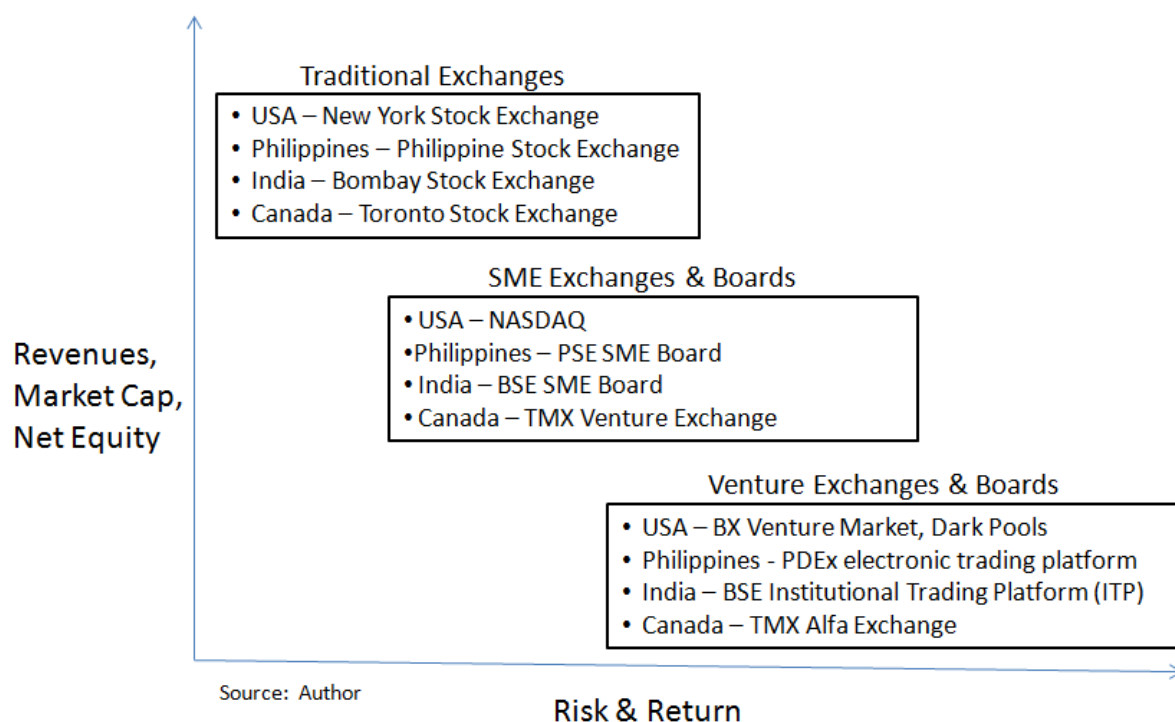 Traditional Exchanges
• USA – New York Stock Exchange
• Philippines – Philippine Stock Exchange
• India – Bombay Stock Exchange
• Canada – Toronto Stock Exchange
SME Exchanges & Boards
• USA – NASDAQ
•Philippines – PSE SME Board
• India – BSE SME Board
• Canada – TMX Venture Exchange
Revenues,
Market Cap,
Net Equity
Venture Exchanges & Boards
• USA – BX Venture Market, Dark Pools
• Philippines - PDEx electronic trading platform
• India – BSE Institutional Trading Platform (ITP)
• Canada – TMX Alfa Exchange
Source: Author
Risk & Return